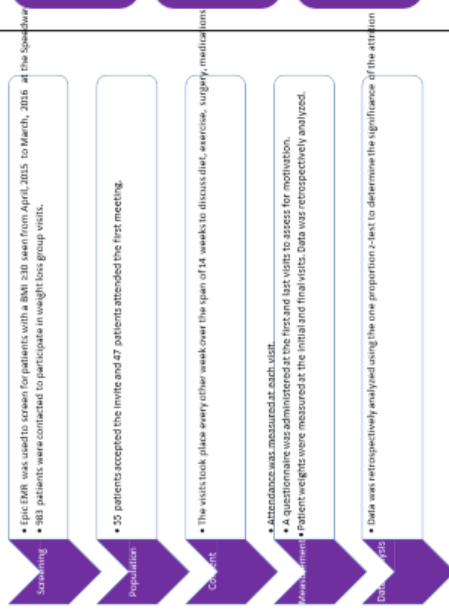 Screening
• Epic EMR was used to screen for patients with a BMI ≥30 seen from April, 2015 to March, 2016 at the Speedway
• 983 patients were contacted to participate in weight loss group visits.
Population
• 55 patients accepted the invite and 47 patients attended the first meeting.
Content
• The visits took place every other week over the span of 14 weeks to discuss diet, exercise, surgery, medications
Measurement
• Attendance was measured at each visit.
• A questionnaire was administered at the first and last visits to assess for motivation.
• Patient weights were measured at the initial and final visits. Data was retrospectively analyzed.
Data Analysis
• Data was retrospectively analyzed using the one proportion z-test to determine the significance of the attrition